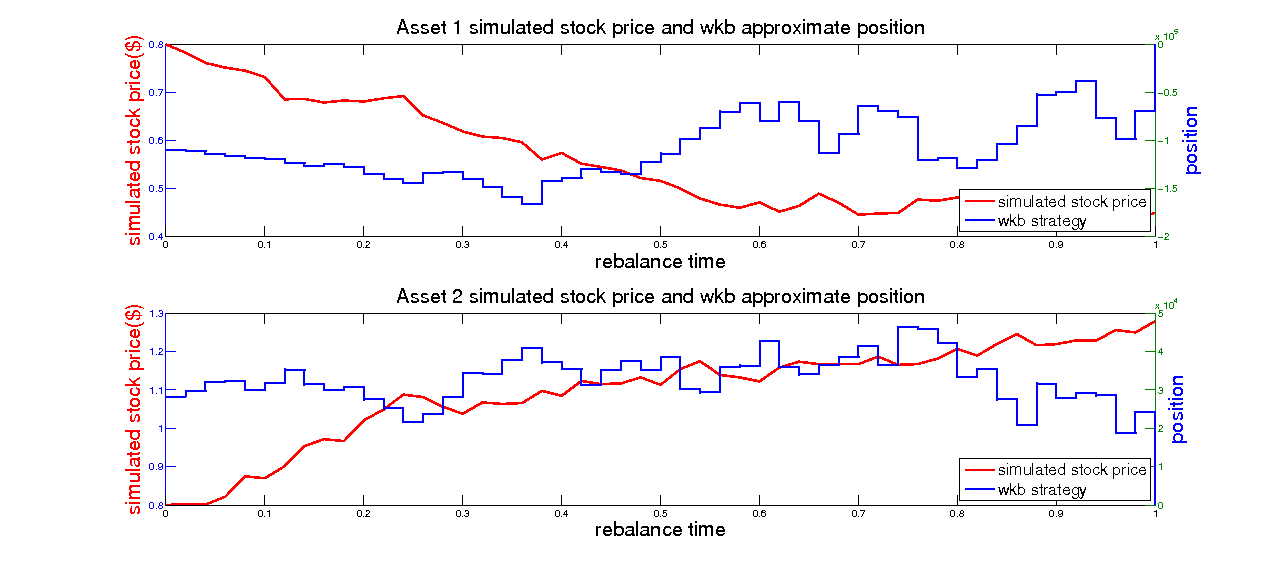 Asset 1 simulated stock price and wkb approximate position
x 10^5
simulated stock price($)
0.8
0.7
0.6
0.5
0.4
0
-0.5
-1
-1.5
-2
position
simulated stock price
wkb strategy
0 0.1 0.2 0.3 0.4 0.5 0.6 0.7 0.8 0.9 1
rebalance time
Asset 2 simulated stock price and wkb approximate position
x 10^4
simulated stock price($)
1.3
1.2
1.1
1
0.9
0.8
5
4
3
2
1
0
position
simulated stock price
wkb strategy
0 0.1 0.2 0.3 0.4 0.5 0.6 0.7 0.8 0.9 1
rebalance time